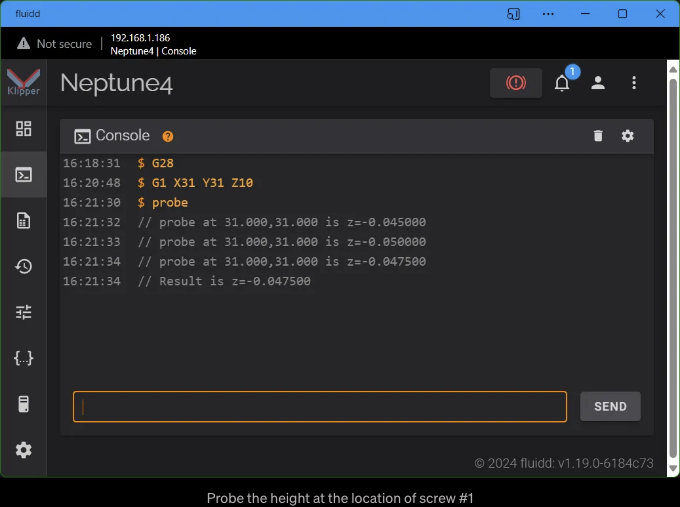 fluidd
Not secure
192.168.1.186
Neptune4 | Console
Klipper
Neptune4
1
Console
16:18:31 $ G28
16:20:48 $ G1 X31 Y31 Z10
16:21:30 $ probe
16:21:32 // probe at 31.000,31.000 is z=-0.045000
16:21:33 // probe at 31.000,31.000 is z=-0.050000
16:21:34 // probe at 31.000,31.000 is z=-0.047500
16:21:34 // Result is z=-0.047500
SEND
© 2024 fluidd: v1.19.0-6184c73
Probe the height at the location of screw #1